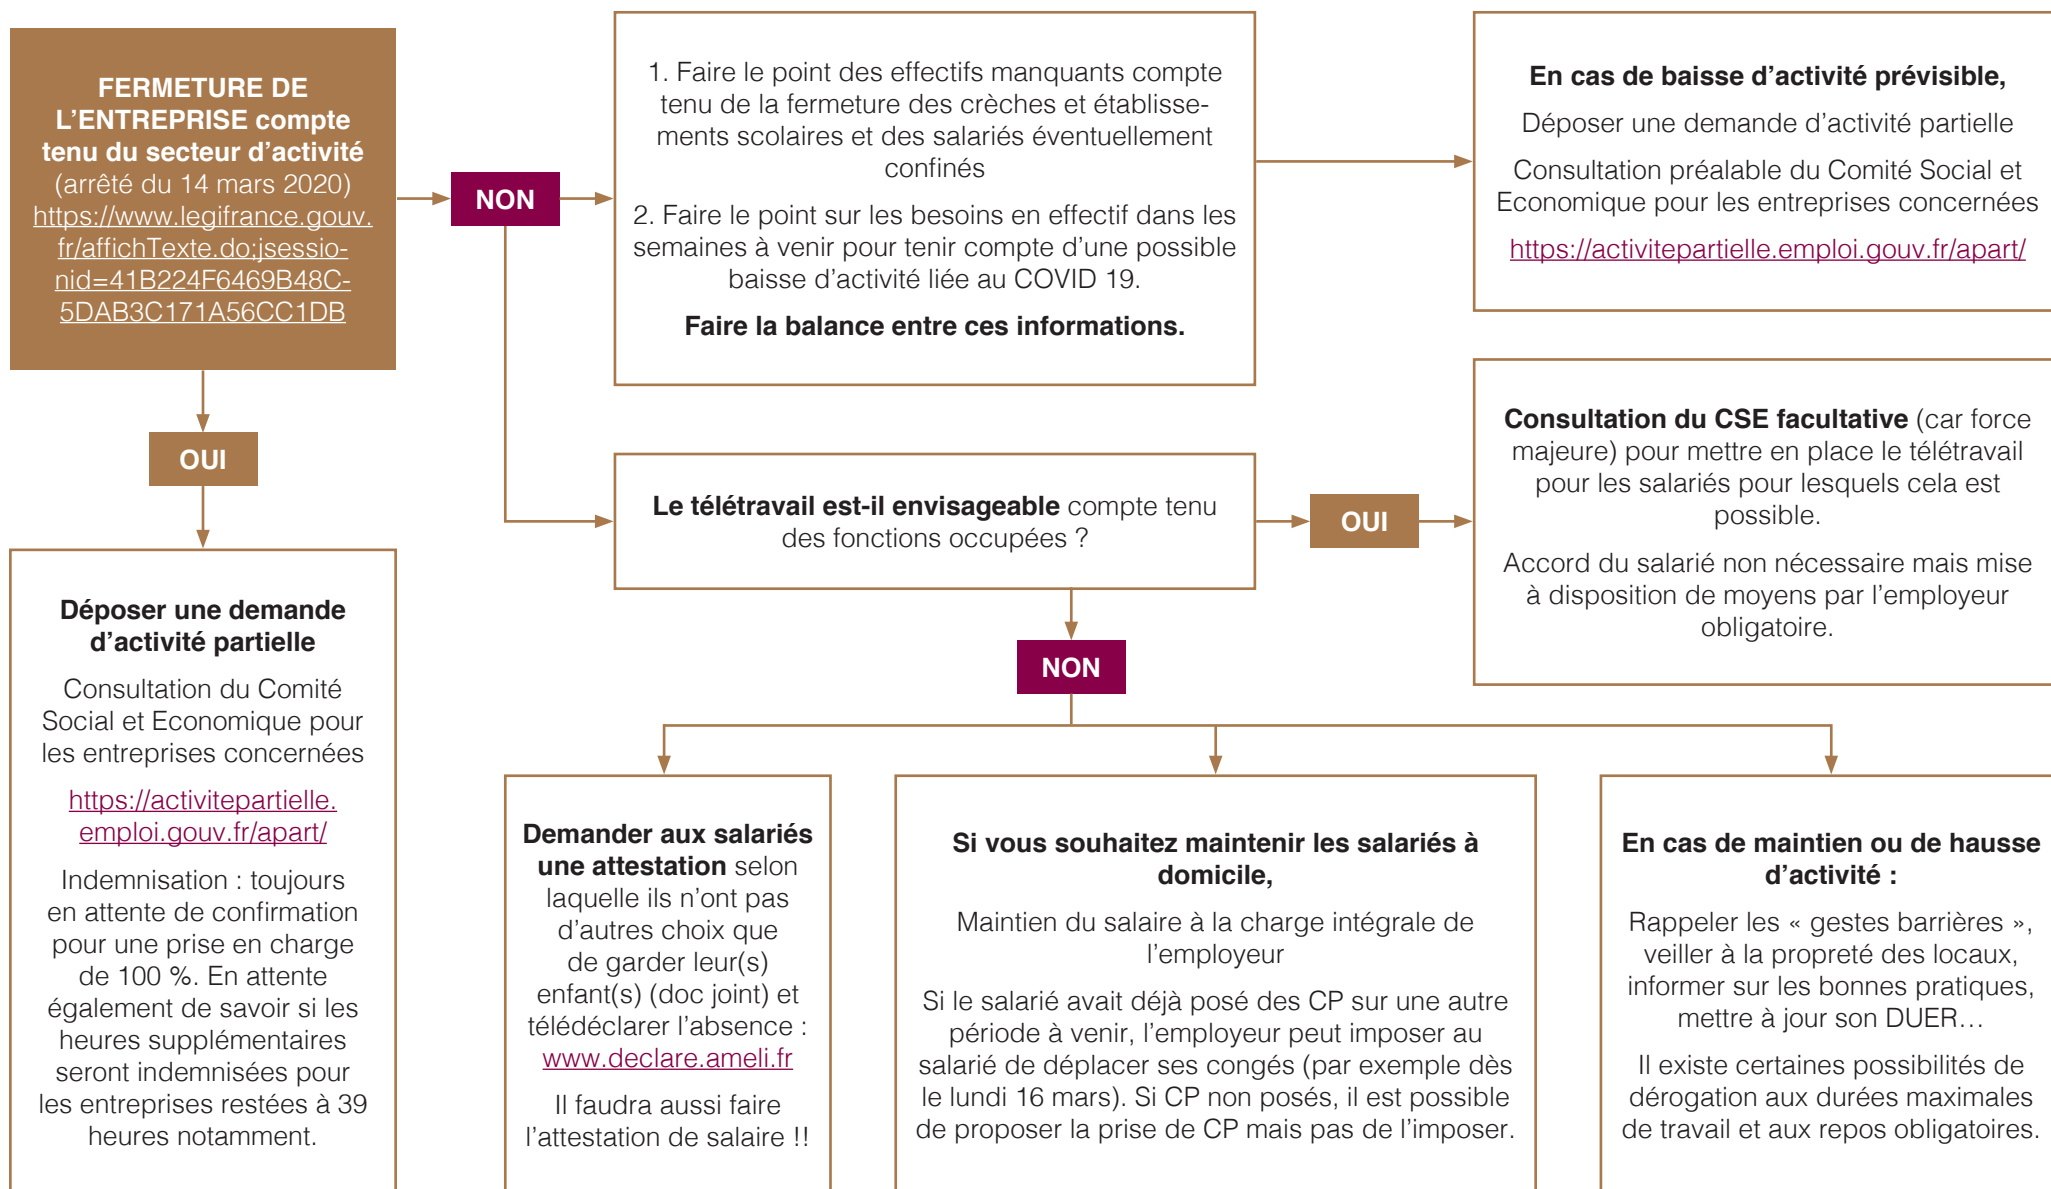 FERMETURE DE
L’ENTREPRISE compte
tenu du secteur d’activité
(arrêté du 14 mars 2020)
https://www.legifrance.gouv.
fr/affichTexte.do;jsessio-
nid=41B224F6469B48C-
5DAB3C171A56CC1DB
NON
1. Faire le point des effectifs manquants compte
tenu de la fermeture des crèches et établisse-
ments scolaires et des salariés éventuellement
confinés
2. Faire le point sur les besoins en effectif dans les
semaines à venir pour tenir compte d’une possible
baisse d’activité liée au COVID 19.
Faire la balance entre ces informations.
En cas de baisse d’activité prévisible,
Déposer une demande d’activité partielle
Consultation préalable du Comité Social et
Economique pour les entreprises concernées
https://activitepartielle.emploi.gouv.fr/apart/
OUI
Déposer une demande
d’activité partielle
Consultation du Comité
Social et Economique pour
les entreprises concernées
https://activitepartielle.
emploi.gouv.fr/apart/
Indemnisation : toujours
en attente de confirmation
pour une prise en charge
de 100 %. En attente
également de savoir si les
heures supplémentaires
seront indemnisées pour
les entreprises restées à 39
heures notamment.
Le télétravail est-il envisageable compte tenu
des fonctions occupées ?
OUI
Consultation du CSE facultative (car force
majeure) pour mettre en place le télétravail
pour les salariés pour lesquels cela est
possible.
Accord du salarié non nécessaire mais mise
à disposition de moyens par l’employeur
obligatoire.
NON
Demander aux salariés
une attestation selon
laquelle ils n’ont pas
d’autres choix que
de garder leur(s)
enfant(s) (doc joint) et
télédéclarer l’absence :
www.declare.ameli.fr
Il faudra aussi faire
l’attestation de salaire !!
Si vous souhaitez maintenir les salariés à
domicile,
Maintien du salaire à la charge intégrale de
l’employeur
Si le salarié avait déjà posé des CP sur une autre
période à venir, l’employeur peut imposer au
salarié de déplacer ses congés (par exemple dès
le lundi 16 mars). Si CP non posés, il est possible
de proposer la prise de CP mais pas de l’imposer.
En cas de maintien ou de hausse
d’activité :
Rappeler les « gestes barrières »,
veiller à la propreté des locaux,
informer sur les bonnes pratiques,
mettre à jour son DUER…
Il existe certaines possibilités de
dérogation aux durées maximales
de travail et aux repos obligatoires.